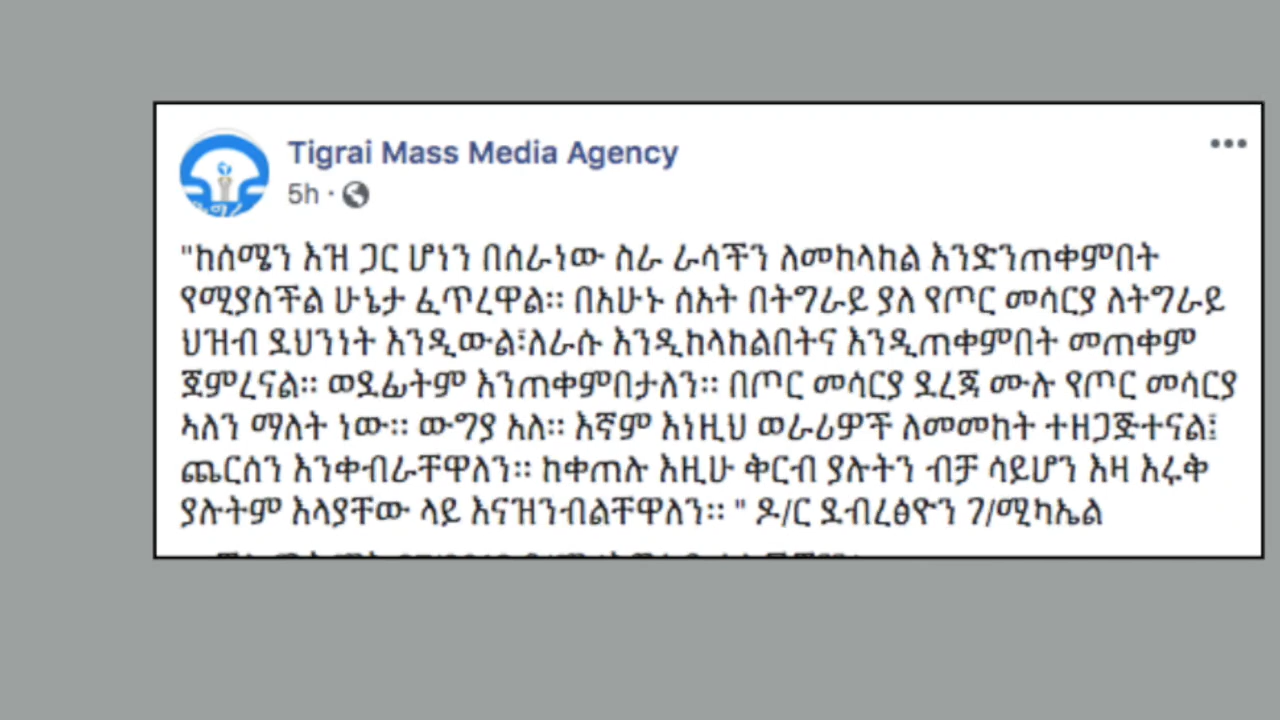 Tigrai Mass Media Agency
5h ·
"ከሰሜን እዝ ጋር ሆነን በሰራነው ስራ ራሳችን ለመከላከል እንድንጠቀምበት
የሚያስችል ሁኔታ ፈጥረዋል። በአሁኑ ሰአት በትግራይ ያለ የጦር መሳርያ ለትግራይ
ህዝብ ደህንነት እንዲውል፣ለራሱ እንዲከላከልበትና እንዲጠቀምበት መጠቀም
ጀምረናል። ወደፊትም እንጠቀምበታለን። በጦር መሳርያ ደረጃ ሙሉ የጦር መሳርያ
ኣለን ማለት ነው። ውግያ አለ። እኛም እነዚህ ወራሪዎች ለመመከት ተዘጋጅተናል፤
ጨርሰን እንቀብራቸዋለን። ከቀጠሉ እዚሁ ቅርብ ያሉትን ብቻ ሳይሆን እዛ እሩቅ
ያሉትም እላያቸው ላይ እናዝንብልቸዋለን። " ዶ/ር ደብረፅዮን ገ/ሚካኤል